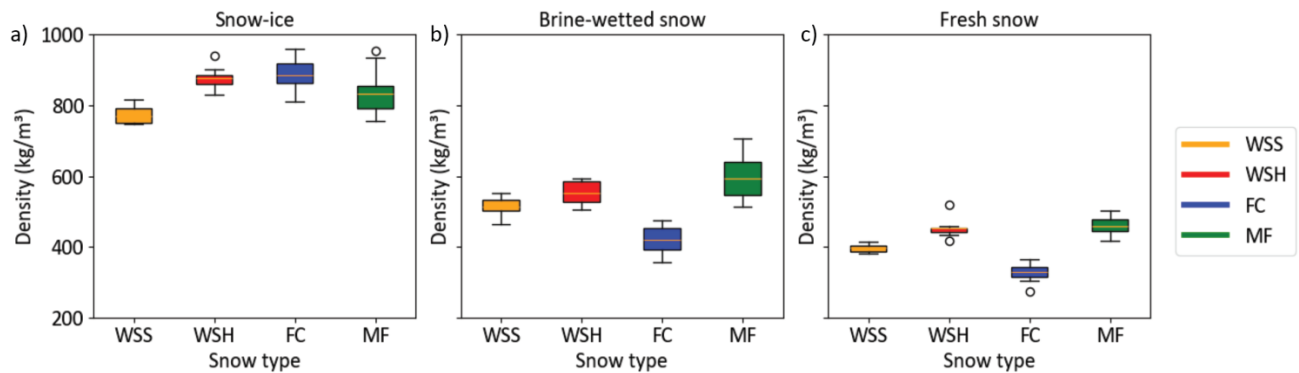 Snow-ice
Brine-wetted snow
Fresh snow
a)
b)
c)
1000
800
600
400
200
Density (kg/m³)
Density (kg/m³)
Density (kg/m³)
WSS WSH FC MF
WSS WSH FC MF
WSS WSH FC MF
Snow type
Snow type
Snow type
WSS
WSH
FC
MF